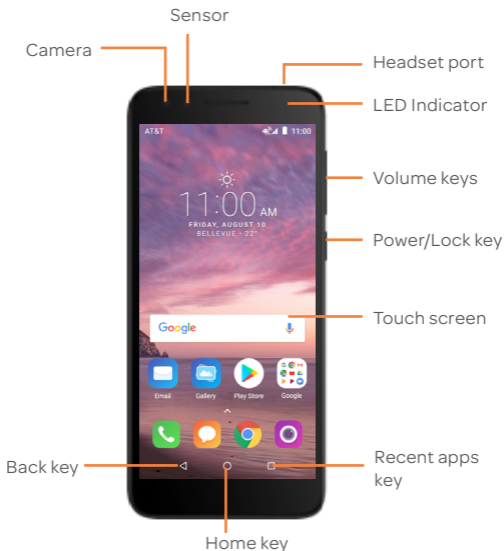 Sensor
Camera
Headset port
LED Indicator
AT&T 11:00
Volume keys
11:00 AM
FRIDAY, AUGUST 10
BELLEVUE - 22°
Power/Lock key
Touch screen
Google
Email Gallery Play Store Google
Back key
Recent apps
key
Home key